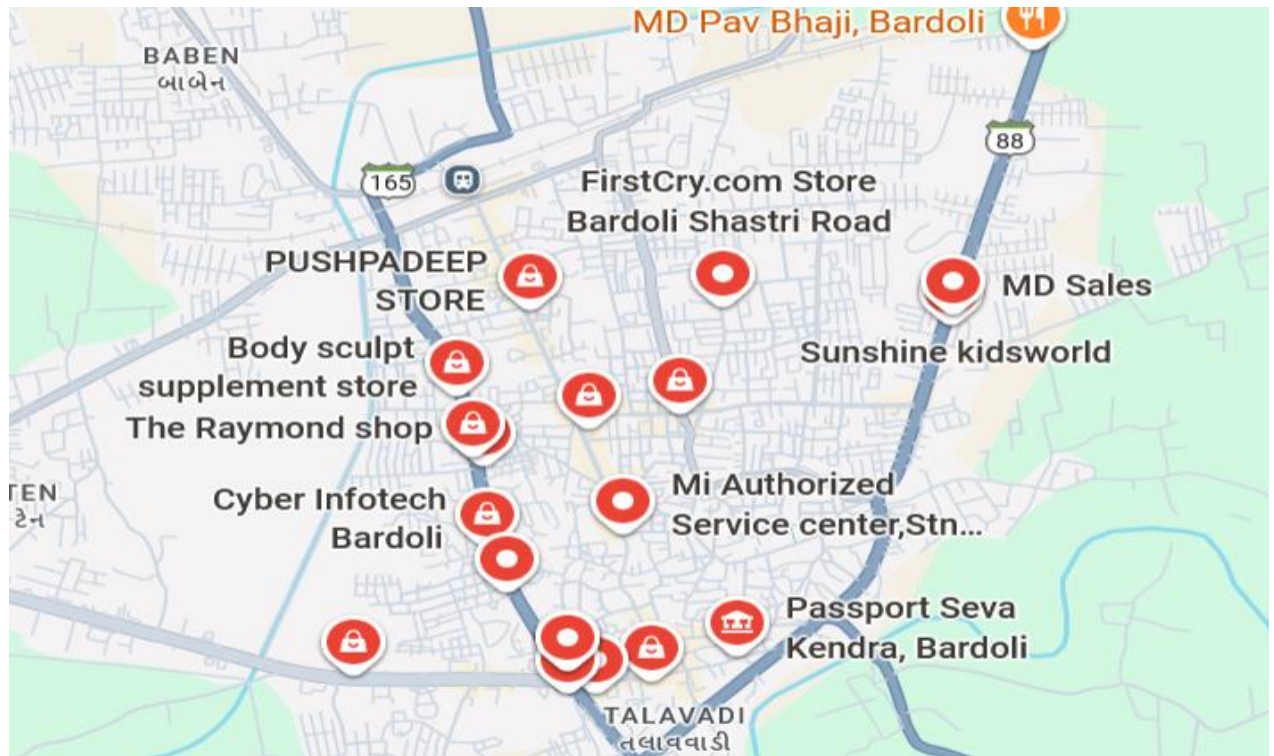 MD Pav Bhaji, Bardoli
BABEN
બાબેન
88
165
FirstCry.com Store
Bardoli Shastri Road
PUSHPADEEP
STORE
MD Sales
Body sculpt
supplement store
Sunshine kidsworld
The Raymond shop
Mi Authorized
Service center,Stn...
Cyber Infotech
Bardoli
TEN
ટેન
Passport Seva
Kendra, Bardoli
TALAVADI
તલાવવાડી